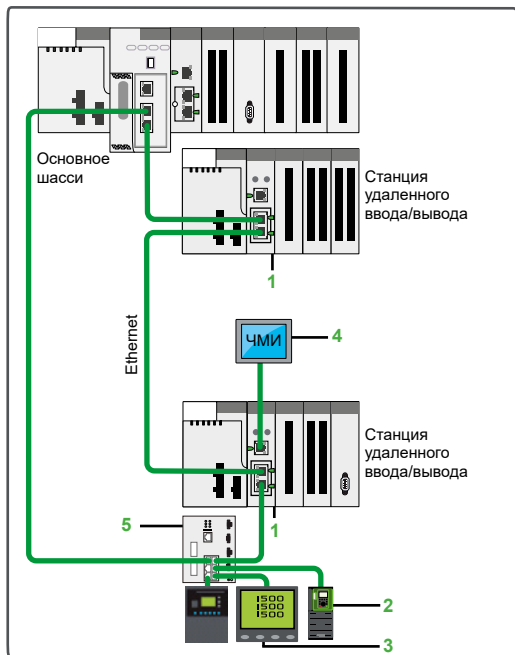 Основное
шасси
Станция
удаленного
ввода/вывода
1
Ethernet
ЧМИ
4
Станция
удаленного
ввода/вывода
1
5
1500
1500
1500
2
3